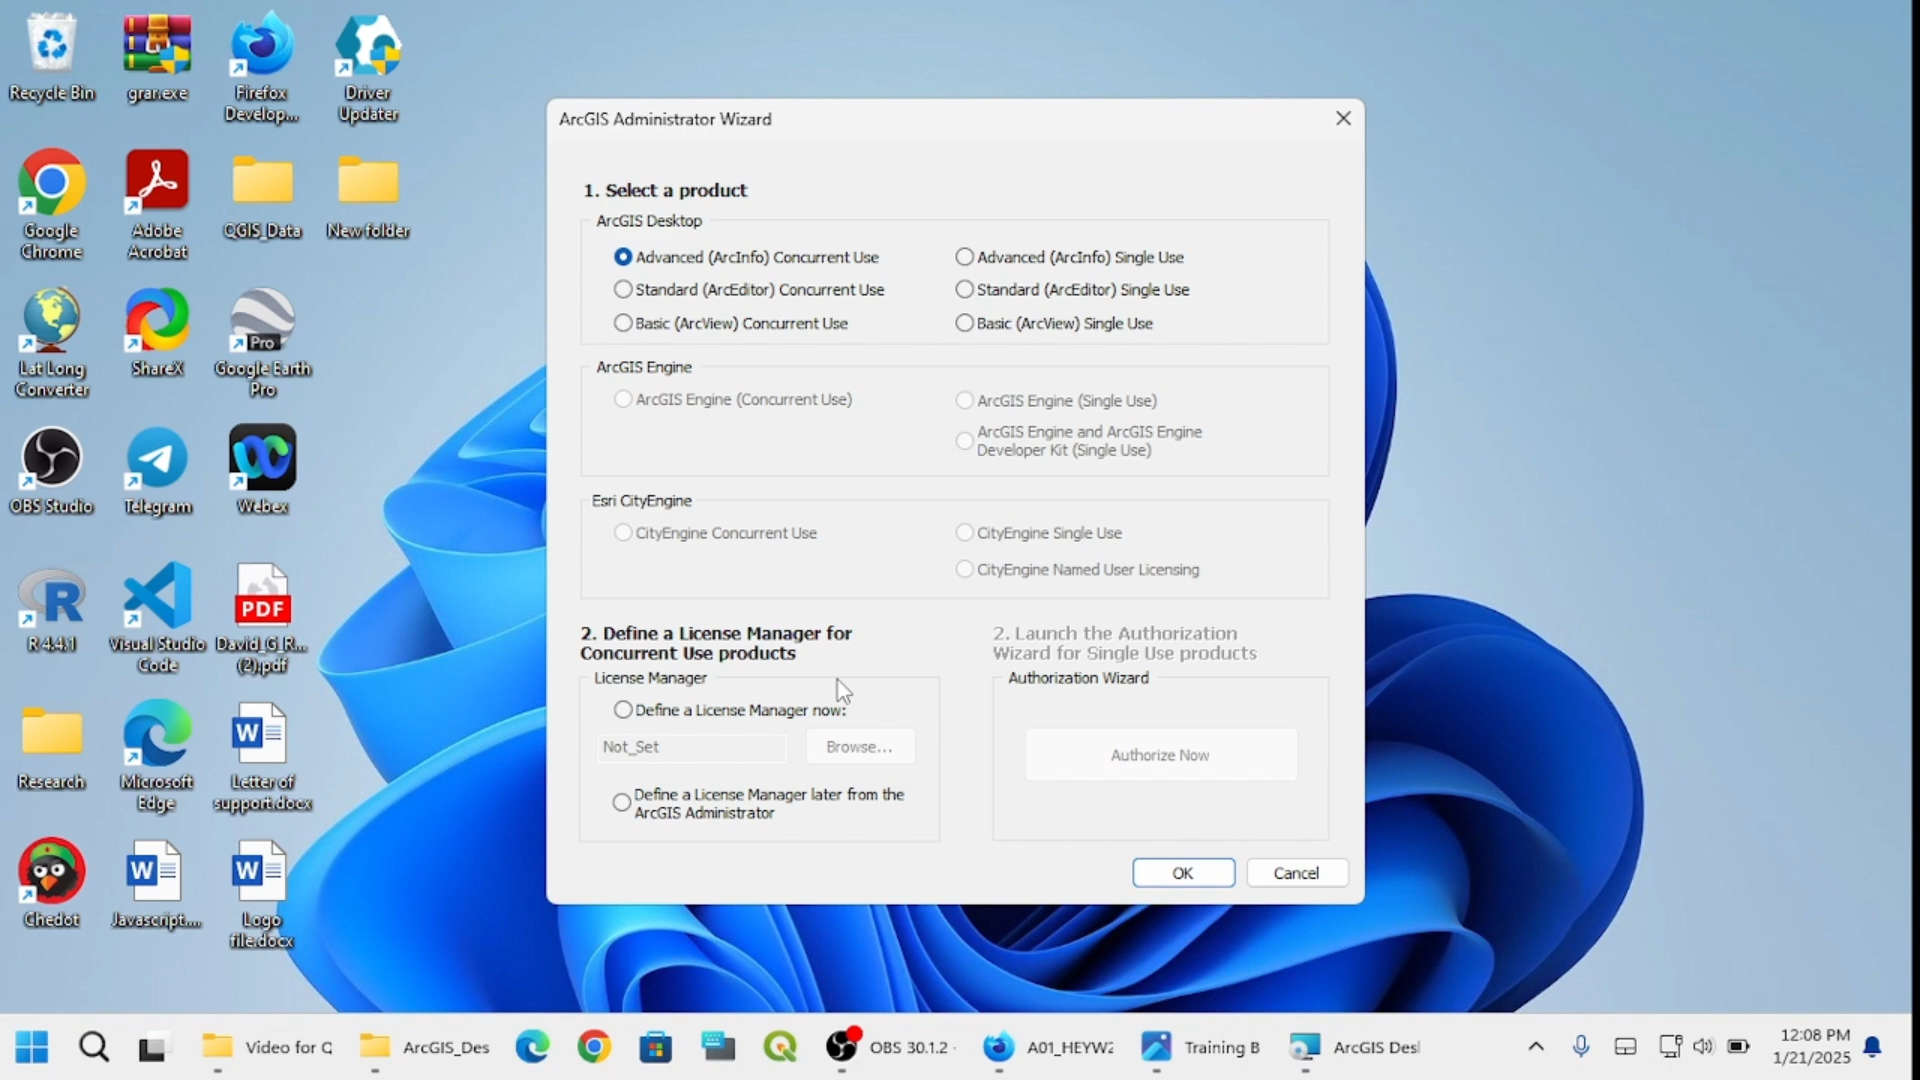 Recycle Bin
gran.exe
Firefox
Develop...
Driver
Updater
Google
Chrome
Adobe
Acrobat
QGIS_Data
New folder
Lat Long
Converter
ShareX
Pro
Google Earth
Pro
OBS Studio
Telegram
Webex
R 4.4.1
Visual Studio
Code
PDF
David_G_R...
(2).pdf
Research
Microsoft
Edge
Letter of
support.docx
Chedot
Javascript....
Logo
file.docx
ArcGIS Administrator Wizard
1. Select a product
ArcGIS Desktop
Advanced (ArcInfo) Concurrent Use
Advanced (ArcInfo) Single Use
Standard (ArcEditor) Concurrent Use
Standard (ArcEditor) Single Use
Basic (ArcView) Concurrent Use
Basic (ArcView) Single Use
ArcGIS Engine
ArcGIS Engine (Concurrent Use)
ArcGIS Engine (Single Use)
ArcGIS Engine and ArcGIS Engine
Developer Kit (Single Use)
Esri CityEngine
CityEngine Concurrent Use
CityEngine Single Use
CityEngine Named User Licensing
2. Define a License Manager for
Concurrent Use products
License Manager
Define a License Manager now:
Not_Set
Browse...
Define a License Manager later from the
ArcGIS Administrator
2. Launch the Authorization
Wizard for Single Use products
Authorization Wizard
Authorize Now
OK
Cancel
Video for Q
ArcGIS_Des
OBS 30.1.2 -
A01_HEYW2
Training B
ArcGIS Des
12:08 PM
1/21/2025